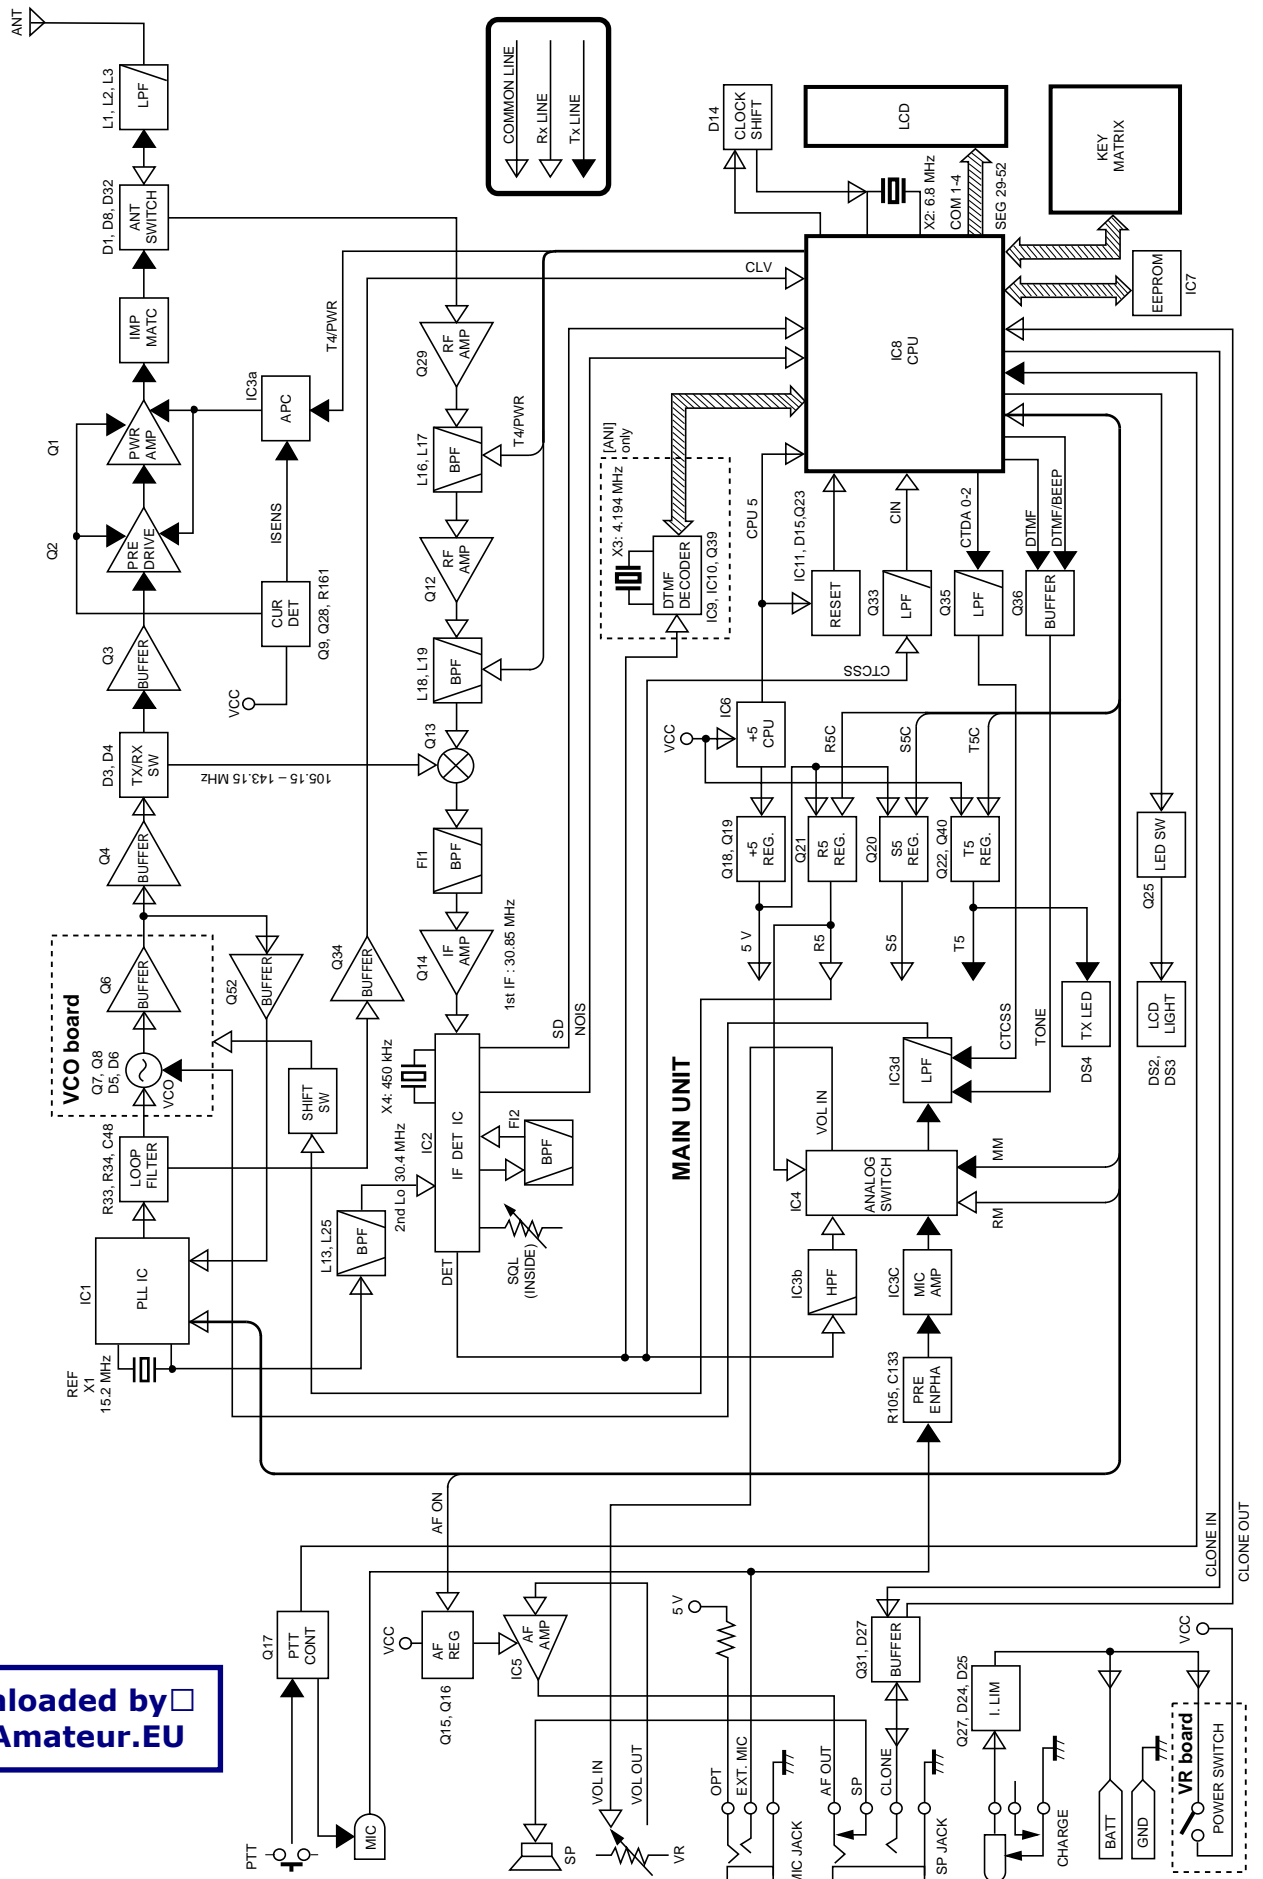 ANT
L1, L2, L3
LPF
D1, D8, D32
ANT
SWITCH
IMP
MATC
Q1
PWR
AMP
Q2
PRE
DRIVE
Q3
BUFFER
D3, D4
TX/RX
SW
Q4
BUFFER
VCO board
Q6
BUFFER
Q7, Q8
D5, D6
VCO
R33, R34, C48
LOOP
FILTER
IC1
PLL IC
REF
X1
15.2 MHz
COMMON LINE
Rx LINE
Tx LINE
T4/PWR
IC3a
APC
ISENS
CUR
DET
Q9, Q28, R161
VCC
105.15 – 143.15 MHz
Q52
BUFFER
Q34
BUFFER
SHIFT
SW
L13, L25
BPF
2nd Lo 30.4 MHz
CLV
Q29
RF
AMP
L16, L17
BPF
T4/PWR
Q12
RF
AMP
L18, L19
BPF
Q13
FI1
BPF
Q14
IF
AMP
1st IF : 30.85 MHz
X4: 450 kHz
IC2
IF DET IC
FI2
BPF
DET
SQL
(INSIDE)
SD
NOIS
D14
CLOCK
SHIFT
X2: 6.8 MHz
LCD
COM 1-4
SEG 29-52
KEY
MATRIX
EEPROM
IC7
IC8
CPU
[ANI]
only
X3: 4.194 MHz
DTMF
DECODER
IC9, IC10, Q39
CPU 5
IC11, D15,Q23
RESET
CIN
Q33
LPF
CTCSS
CTDA 0-2
Q35
LPF
DTMF
DTMF/BEEP
Q36
BUFFER
VCC
IC6
+5
CPU
R5C
S5C
T5C
Q18, Q19
+5
REG.
Q21
R5
REG.
Q20
S5
REG.
Q22, Q40
T5
REG.
5 V
R5
S5
T5
LED SW
Q25
TX LED
DS4
LCD
LIGHT
DS2,
DS3
CTCSS
TONE
MAIN UNIT
VOL IN
IC3d
LPF
IC4
ANALOG
SWITCH
MM
RM
IC3b
HPF
IC3C
MIC
AMP
R105, C133
PRE
ENPHA
AF ON
CLONE IN
CLONE OUT
Q17
PTT
CONT
PTT
MIC
VCC
AF
REG
Q15, Q16
IC5
AF
AMP
SP
VOL IN
VOL OUT
VR
5 V
OPT
EXT. MIC
MIC JACK
AF OUT
SP
CLONE
SP JACK
Q31, D27
BUFFER
Q27, D24, D25
I. LIM
CHARGE
BATT
GND
VCC
VR board
POWER SWITCH
nloaded by□
Amateur.EU